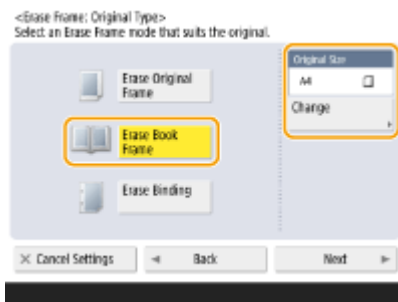 <Erase Frame: Original Type>
Select an Erase Frame mode that suits the original.
Erase Original
Frame
Erase Book
Frame
Erase Binding
Original Size
A4
Change
Cancel Settings
Back
Next